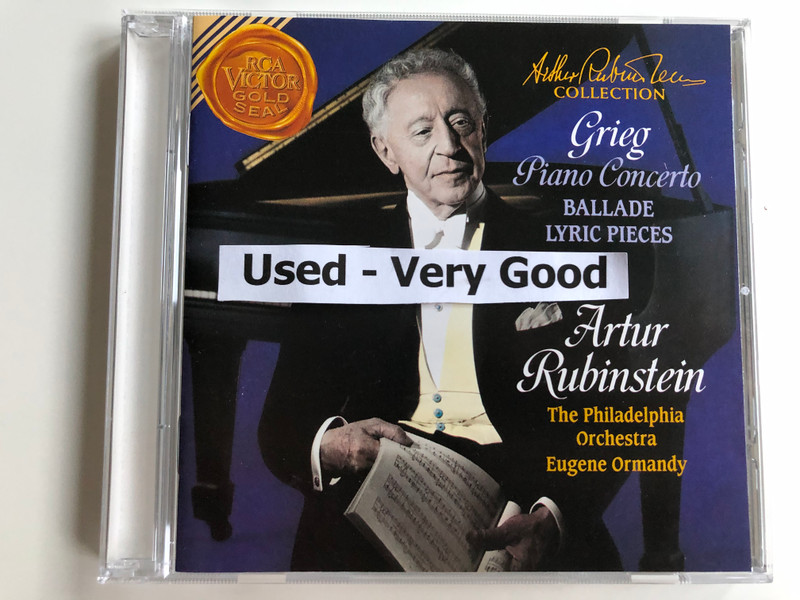 RCA
VICTOR
GOLD
SEAL
Arthur Rubinstein
COLLECTION
Grieg
Piano Concèrto
BALLADE
LYRIC PIECES
Used - Very Good
Artur
Rubinstein
The Philadelphia
Orchestra
Eugene Ormandy